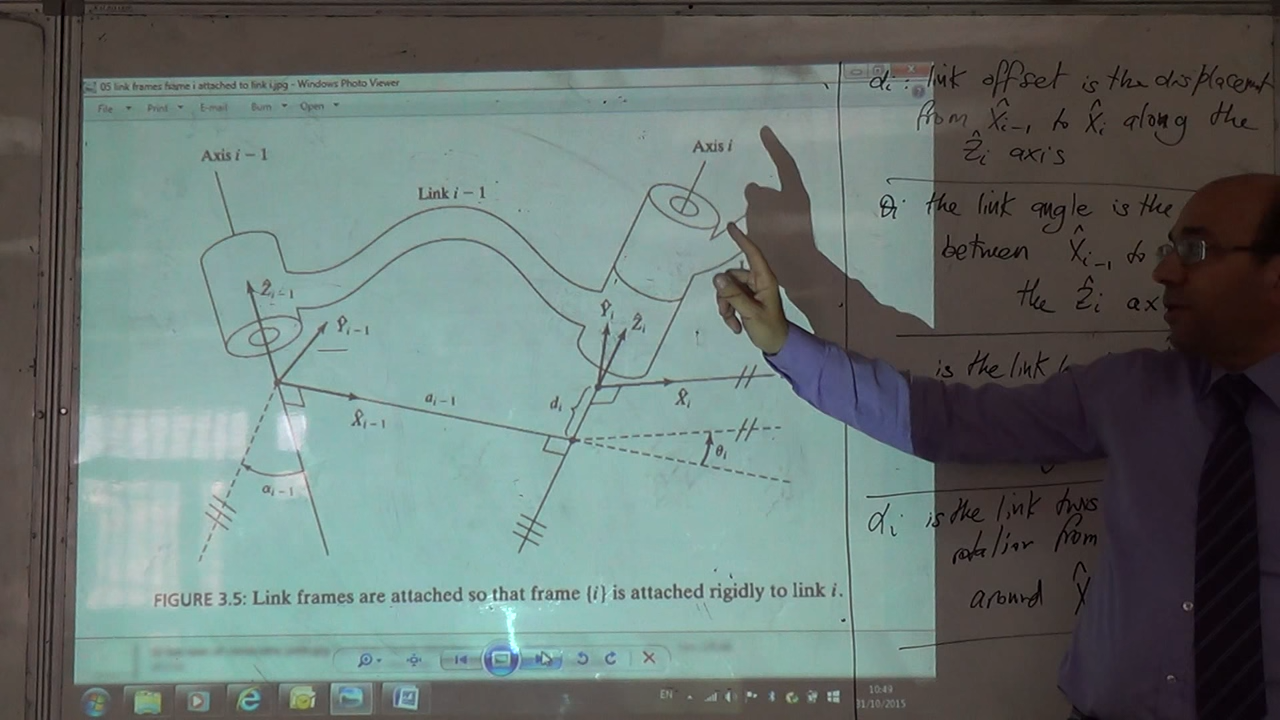 05 link frames frame i attached to link i.jpg - Windows Photo Viewer
File Print E-mail Burn Open
Axis i – 1
Axis i
Link i – 1
Ẑi–1
Ŷi–1
Ŷi
Ẑi
X̂i–1
ai–1
di
X̂i
θi
αi–1
FIGURE 3.5: Link frames are attached so that frame {i} is attached rigidly to link i.
EN
10:49
31/10/2015
di : link offset is the displacement
from X̂i-1 to X̂i along the
Ẑi axis
θi the link angle is the
between X̂i-1 to
the Ẑi ax
is the link
αi is the link twis
from
around X̂